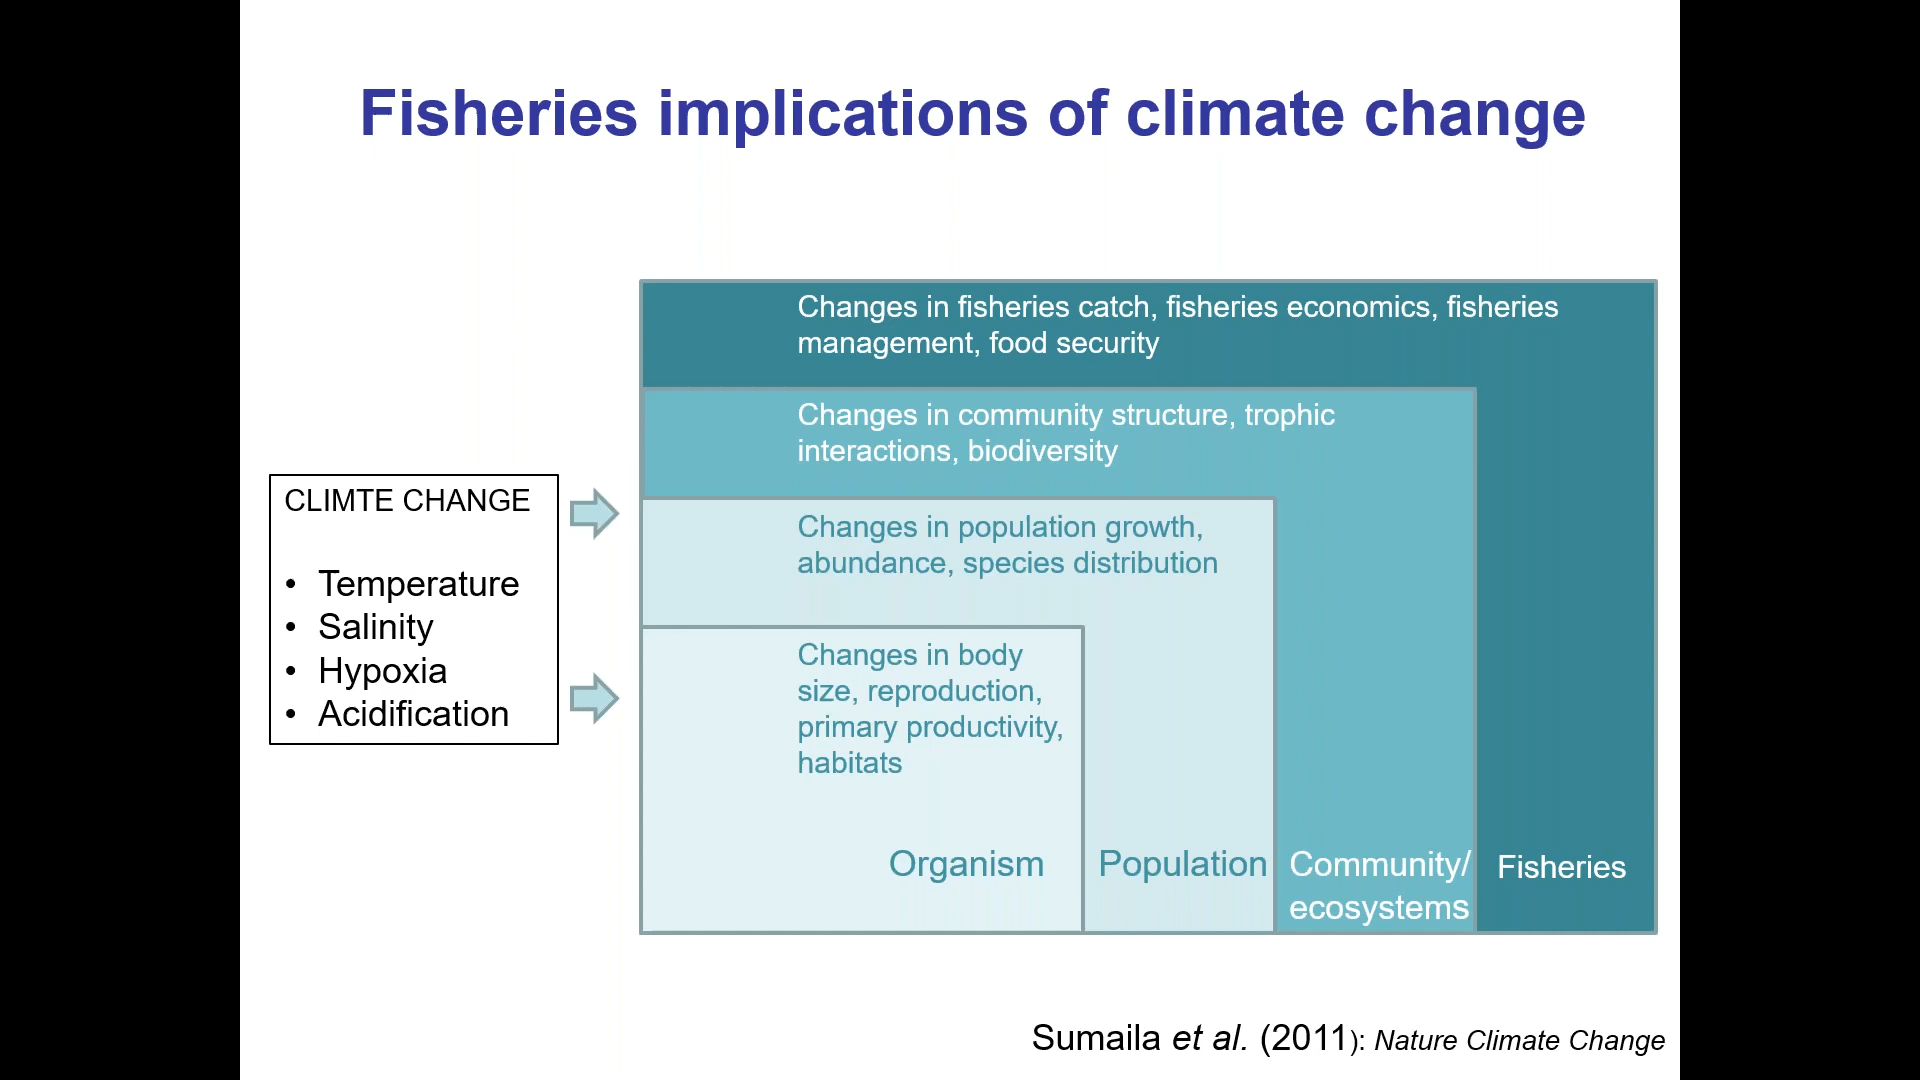 Fisheries implications of climate change
CLIMTE CHANGE
• Temperature
• Salinity
• Hypoxia
• Acidification
Changes in fisheries catch, fisheries economics, fisheries
management, food security
Changes in community structure, trophic
interactions, biodiversity
Changes in population growth,
abundance, species distribution
Changes in body
size, reproduction,
primary productivity,
habitats
Organism
Population
Community/
ecosystems
Fisheries
Sumaila et al. (2011): Nature Climate Change